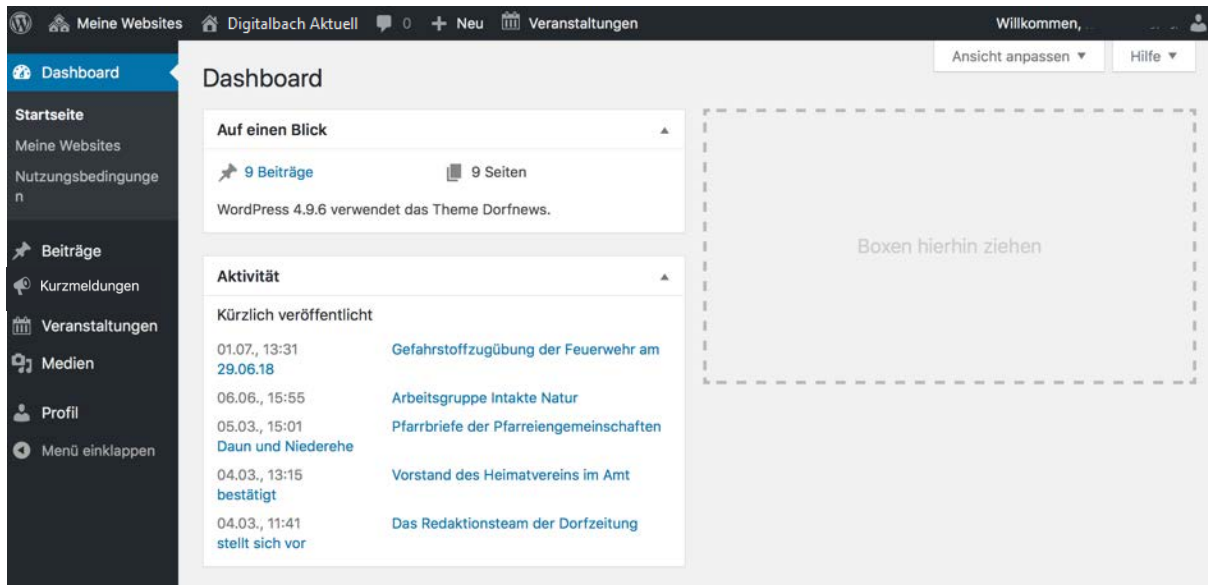 Meine Websites Digitalbach Aktuell 0 + Neu Veranstaltungen Willkommen,
Ansicht anpassen ▼ Hilfe ▼
Dashboard
Startseite
Meine Websites
Nutzungsbedingunge
n
Beiträge
Kurzmeldungen
Veranstaltungen
Medien
Profil
Menü einklappen
Dashboard
Auf einen Blick
9 Beiträge 9 Seiten
WordPress 4.9.6 verwendet das Theme Dorfnews.
Aktivität
Kürzlich veröffentlicht
01.07., 13:31 Gefahrstoffzugübung der Feuerwehr am
29.06.18
06.06., 15:55 Arbeitsgruppe Intakte Natur
05.03., 15:01 Pfarrbriefe der Pfarreiengemeinschaften
Daun und Niederehe
04.03., 13:15 Vorstand des Heimatvereins im Amt
bestätigt
04.03., 11:41 Das Redaktionsteam der Dorfzeitung
stellt sich vor
Boxen hierhin ziehen